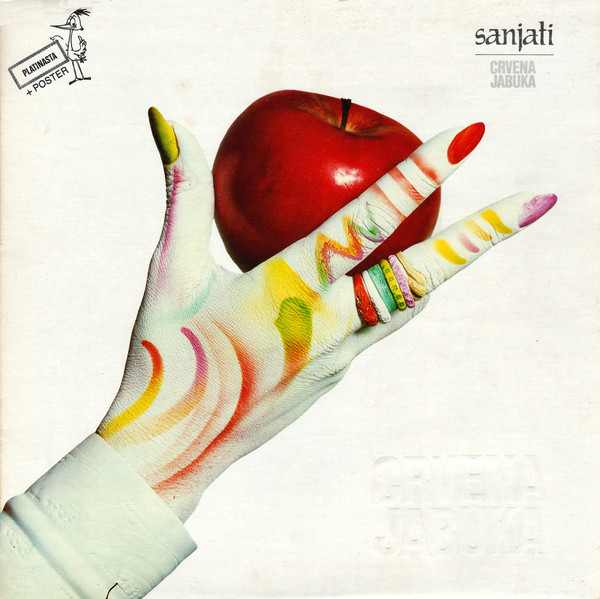 PLATINASTA
+ POSTER
sanjati
CRVENA
JABUKA
CRVENA
JABUKA